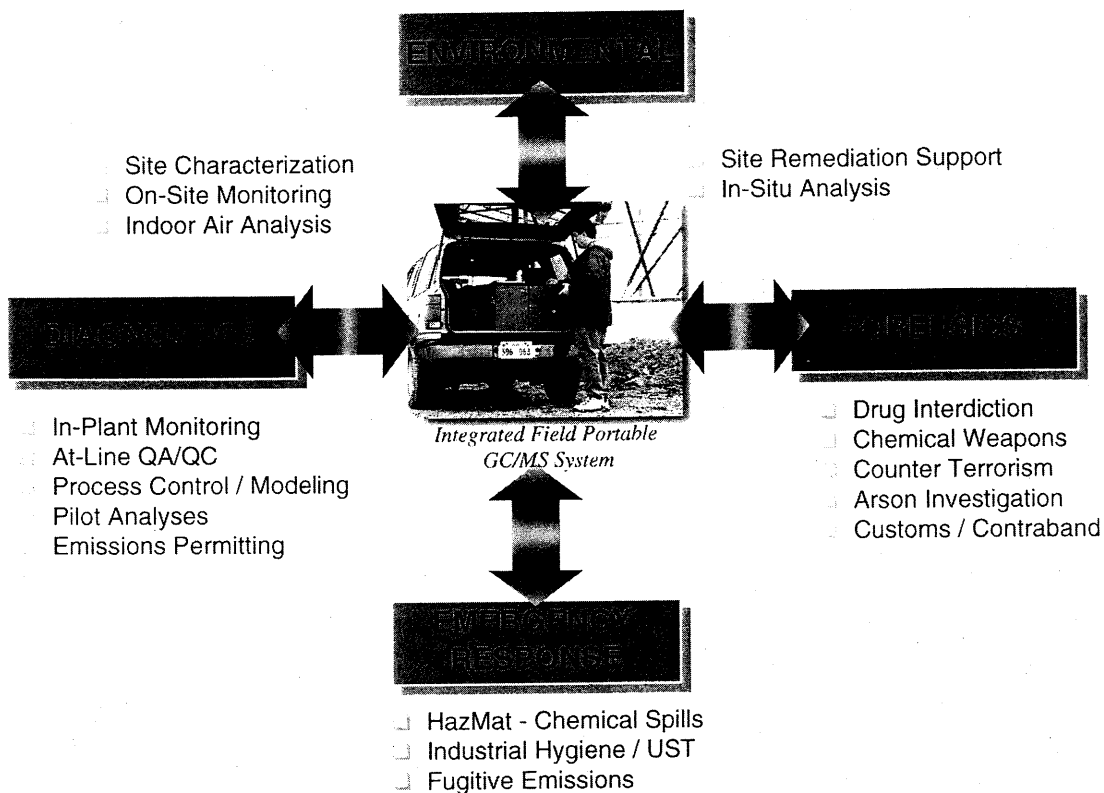 ENVIRONMENTAL
Site Characterization
On-Site Monitoring
Indoor Air Analysis
Site Remediation Support
In-Situ Analysis
FORENSICS
In-Plant Monitoring
At-Line QA/QC
Process Control / Modeling
Pilot Analyses
Emissions Permitting
Integrated Field Portable
GC/MS System
Drug Interdiction
Chemical Weapons
Counter Terrorism
Arson Investigation
Customs / Contraband
EMERGENCY
RESPONSE
HazMat - Chemical Spills
Industrial Hygiene / UST
Fugitive Emissions